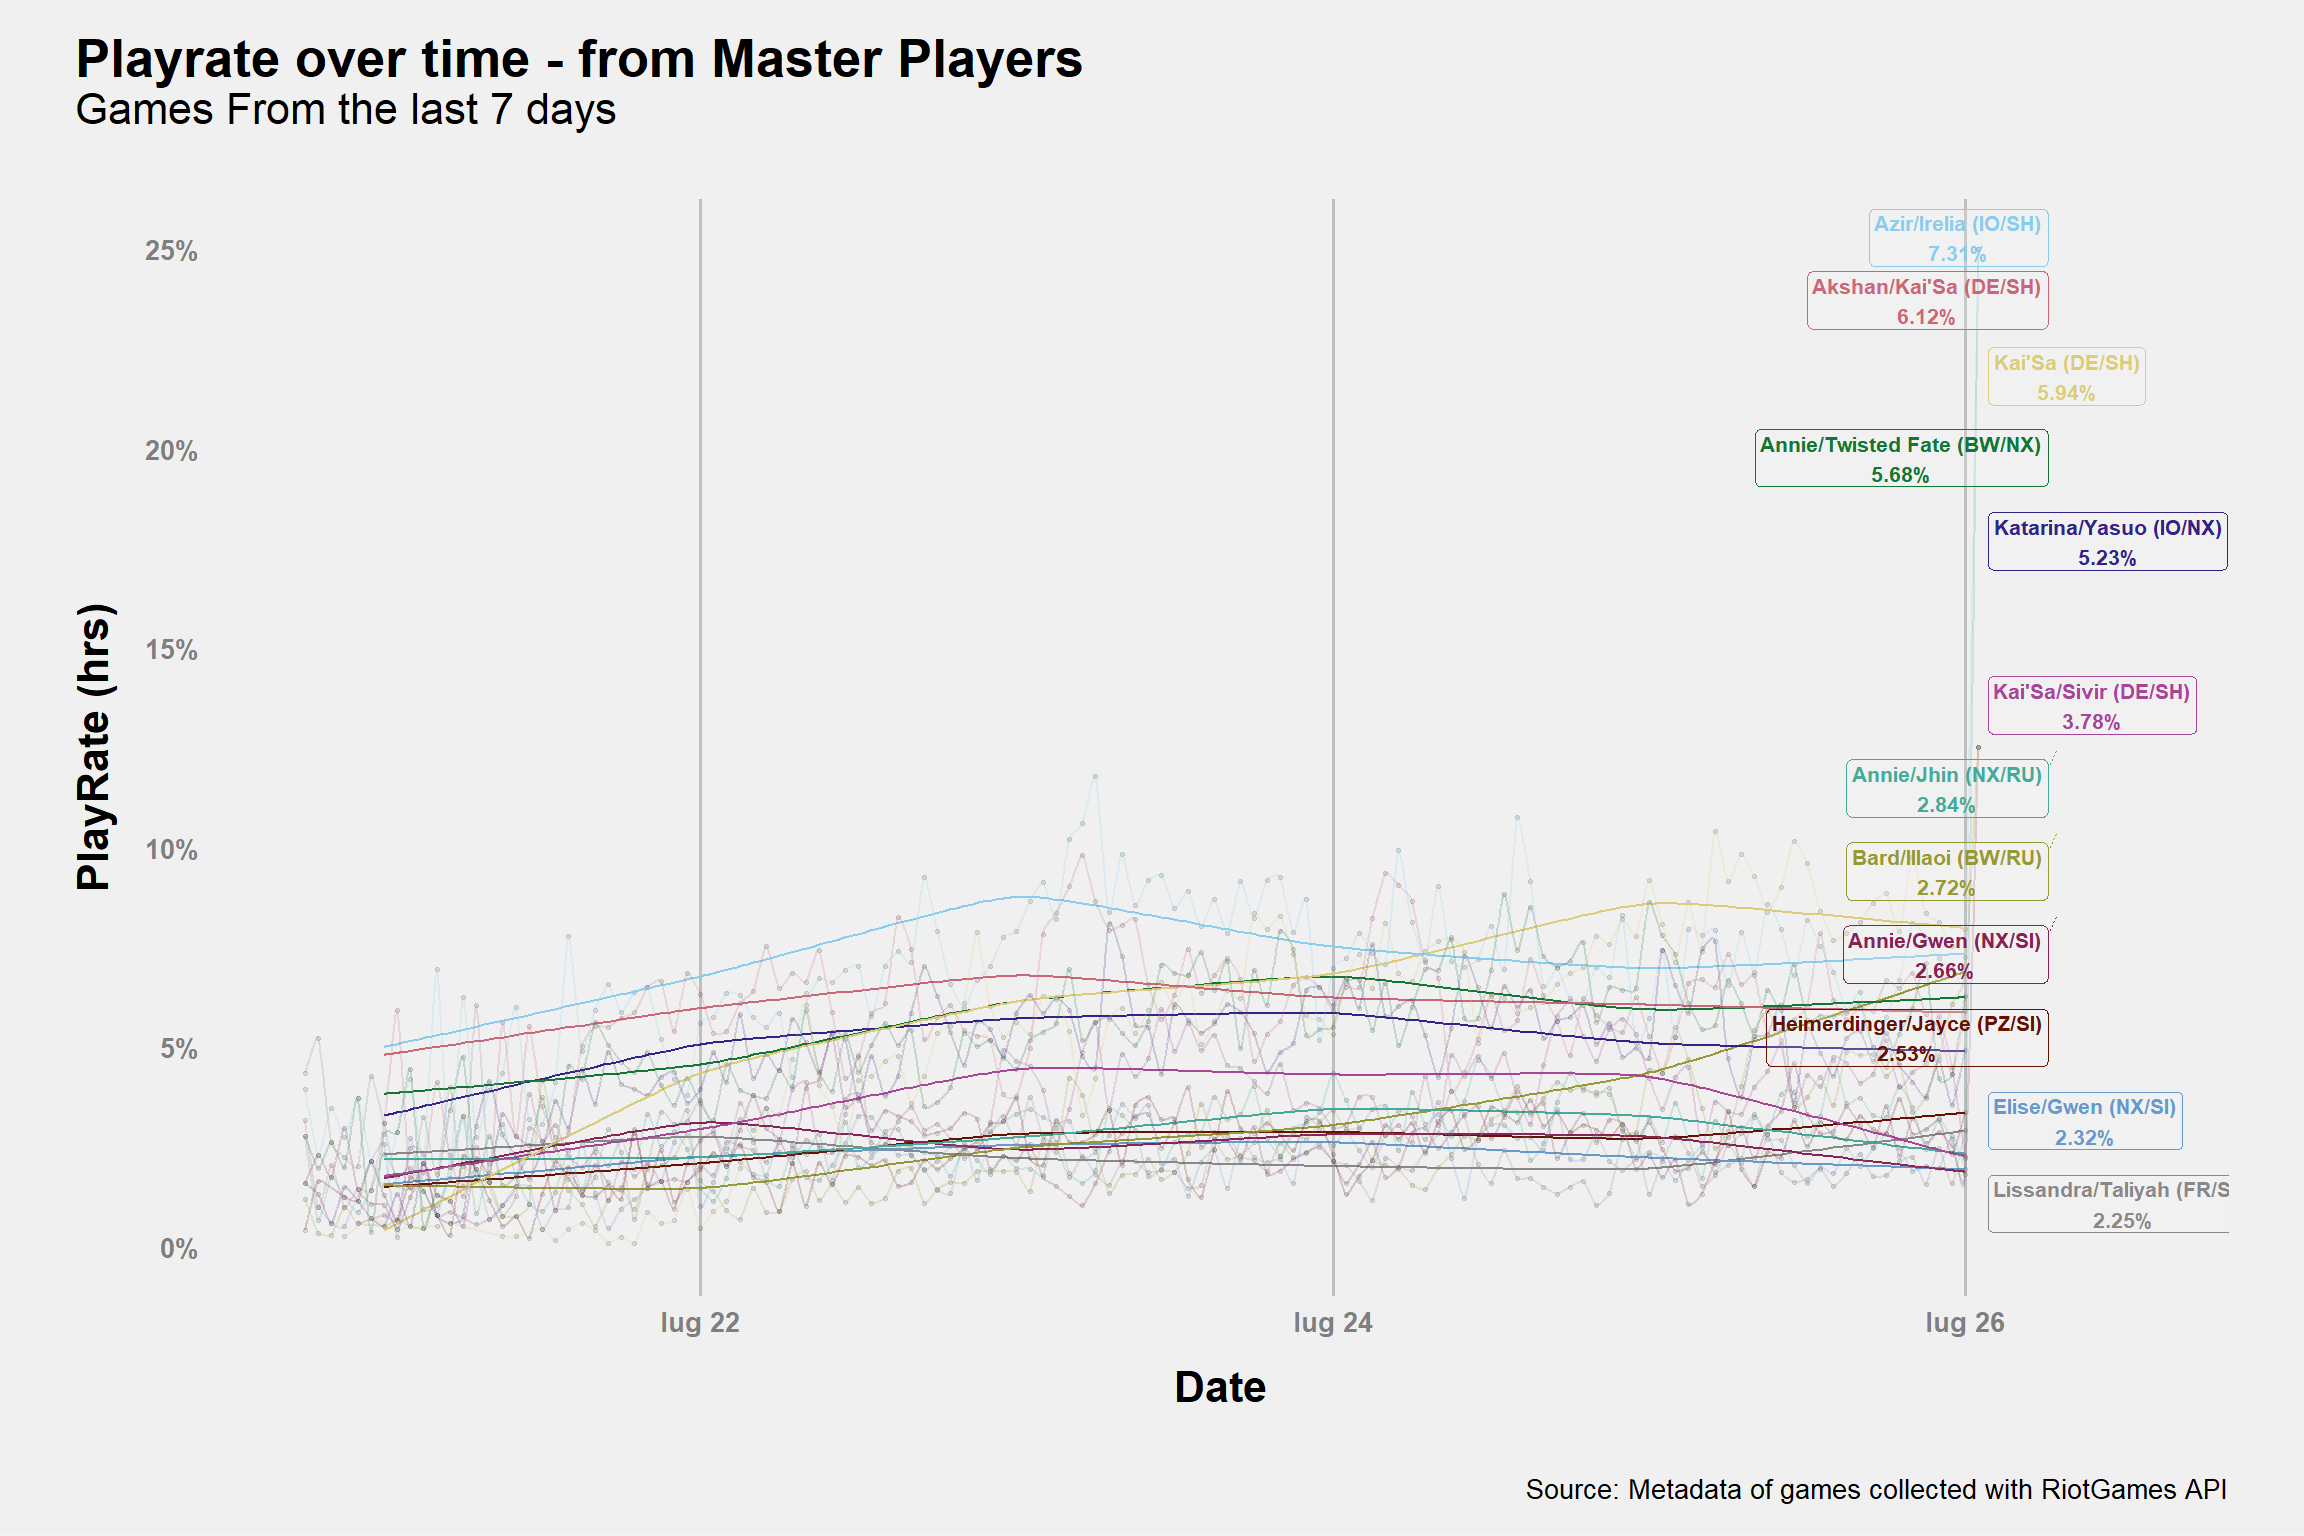 Playrate over time - from Master Players
Games From the last 7 days
PlayRate (hrs)
25%
20%
15%
10%
5%
0%
Azir/Irelia (IO/SH)
7.31%
Akshan/Kai'Sa (DE/SH)
6.12%
Kai'Sa (DE/SH)
5.94%
Annie/Twisted Fate (BW/NX)
5.68%
Katarina/Yasuo (IO/NX)
5.23%
Kai'Sa/Sivir (DE/SH)
3.78%
Annie/Jhin (NX/RU)
2.84%
Bard/Illaoi (BW/RU)
2.72%
Annie/Gwen (NX/SI)
2.66%
Heimerdinger/Jayce (PZ/SI)
2.53%
Elise/Gwen (NX/SI)
2.32%
Lissandra/Taliyah (FR/S
2.25%
lug 22
lug 24
lug 26
Date
Source: Metadata of games collected with RiotGames API